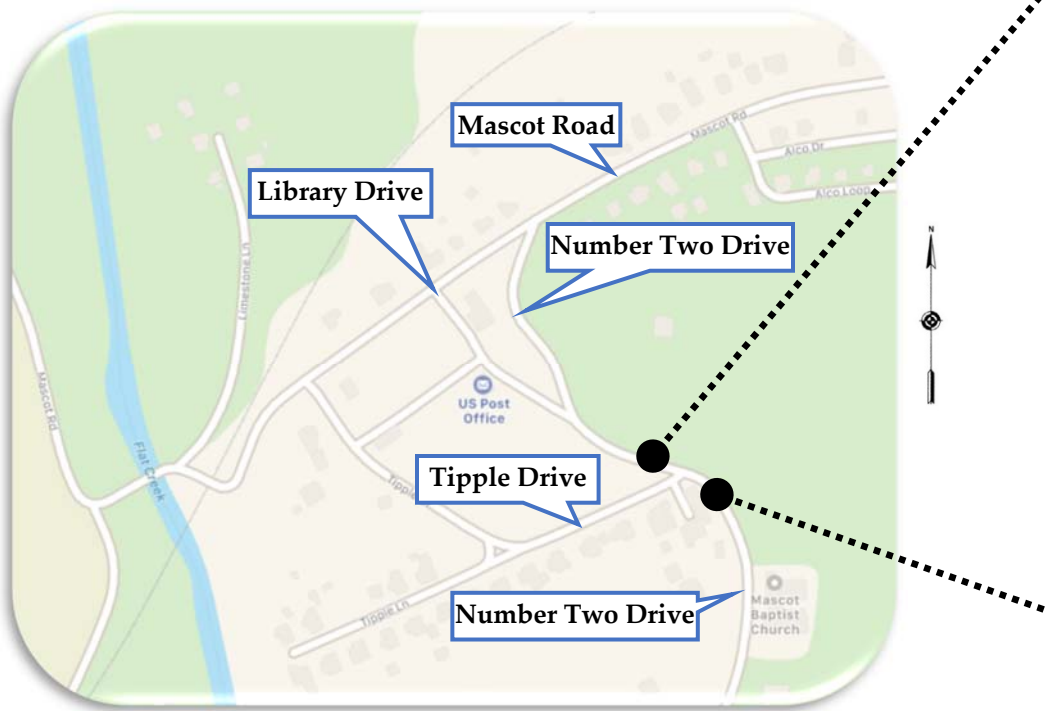 Mascot Road
Mascot Rd
Alco Dr
Library Drive
Alco Loop
Number Two Drive
N
Limestone Ln
Mascot Rd
US Post
Office
Flat Creek
Tipple Drive
Tipple
Mascot
Baptist
Church
Number Two Drive
Tipple Ln